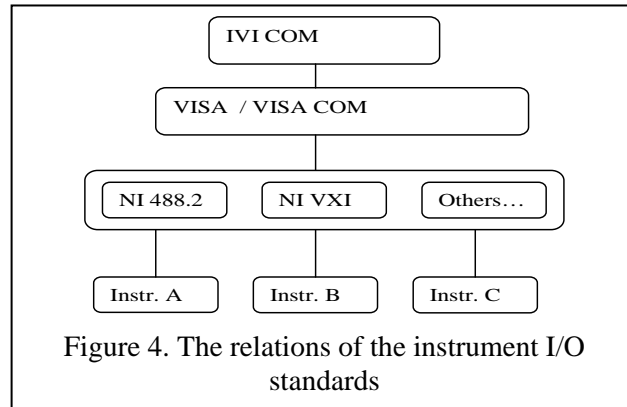 IVI COM
VISA / VISA COM
NI 488.2 NI VXI Others…
Instr. A Instr. B Instr. C
Figure 4. The relations of the instrument I/O
standards